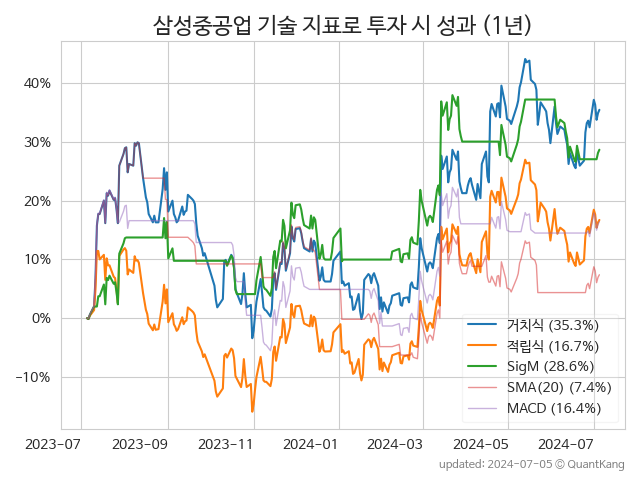 삼성중공업 기술 지표로 투자 시 성과 (1년)
40%
30%
20%
10%
0%
−10%
거치식 (35.3%)
적립식 (16.7%)
SigM (28.6%)
SMA(20) (7.4%)
MACD (16.4%)
2023-07 2023-09 2023-11 2024-01 2024-03 2024-05 2024-07
updated: 2024-07-05 © QuantKang